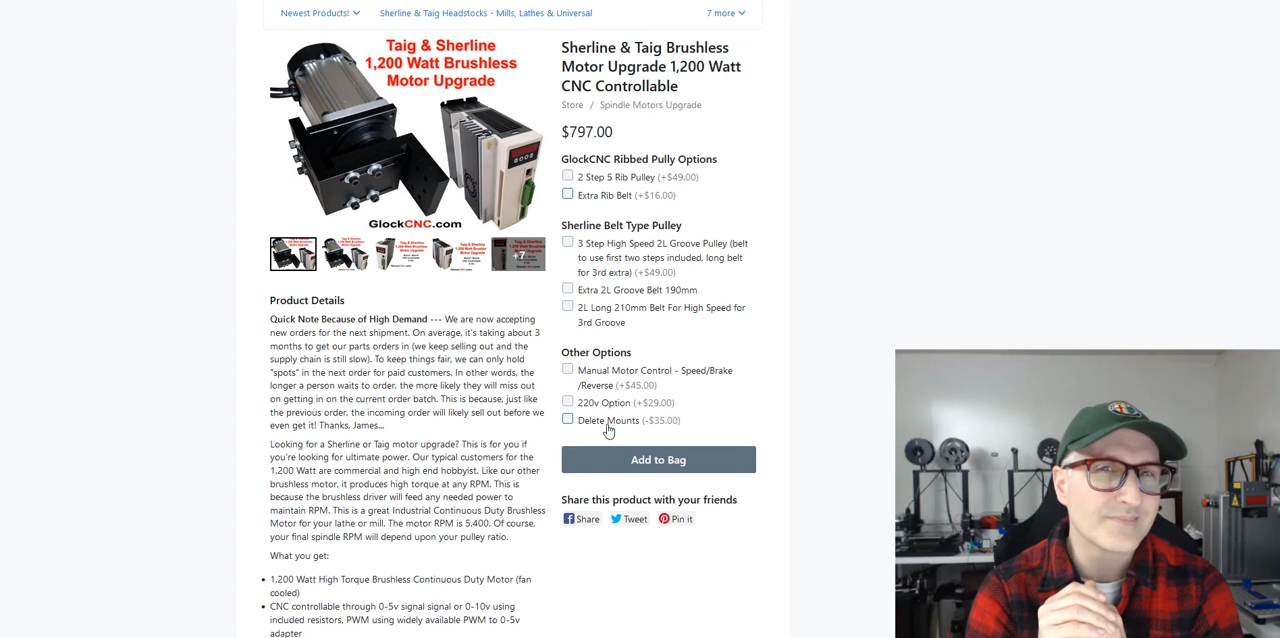 Newest Products!
Sherline & Taig Headstocks - Mills, Lathes & Universal
7 more
Taig & Sherline
1,200 Watt Brushless
Motor Upgrade
GlockCNC.com
+7
Product Details
Quick Note Because of High Demand --- We are now accepting
new orders for the next shipment. On average, it's taking about 3
months to get our parts orders in (we keep selling out and the
supply chain is still slow). To keep things fair, we can only hold
"spots" in the next order for paid customers. In other words, the
longer a person waits to order, the more likely they will miss out
on getting in on the current order batch. This is because, just like
the previous order, the incoming order will likely sell out before we
even get it! Thanks, James...
Looking for a Sherline or Taig motor upgrade? This is for you if
you're looking for ultimate power. Our typical customers for the
1,200 Watt are commercial and high end hobbyist. Like our other
brushless motor, it produces high torque at any RPM. This is
because the brushless driver will feed any needed power to
maintain RPM. This is a great Industrial Continuous Duty Brushless
Motor for your lathe or mill. The motor RPM is 5,400. Of course,
your final spindle RPM will depend upon your pulley ratio.
What you get:
• 1,200 Watt High Torque Brushless Continuous Duty Motor (fan
cooled)
• CNC controllable through 0-5v signal signal or 0-10v using
included resistors, PWM using widely available PWM to 0-5v
adapter
Sherline & Taig Brushless
Motor Upgrade 1,200 Watt
CNC Controllable
Store / Spindle Motors Upgrade
$797.00
GlockCNC Ribbed Pully Options
2 Step 5 Rib Pulley (+$49.00)
Extra Rib Belt (+$16.00)
Sherline Belt Type Pulley
3 Step High Speed 2L Groove Pulley (belt
to use first two steps included, long belt
for 3rd extra) (+$49.00)
Extra 2L Groove Belt 190mm
2L Long 210mm Belt For High Speed for
3rd Groove
Other Options
Manual Motor Control - Speed/Brake
/Reverse (+$45.00)
220v Option (+$29.00)
Delete Mounts (-$35.00)
Add to Bag
Share this product with your friends
Share Tweet Pin it